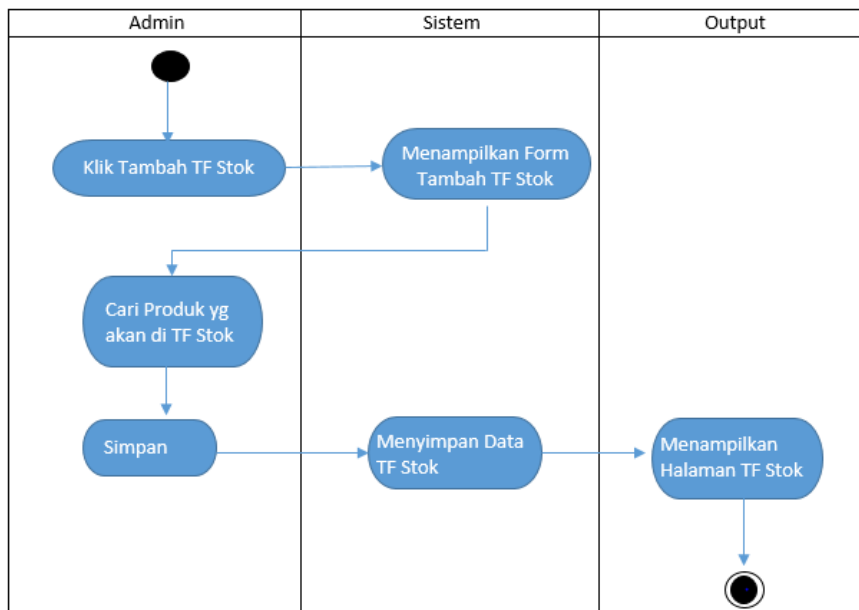 Admin
Sistem
Output
Klik Tambah TF Stok
Menampilkan Form
Tambah TF Stok
Cari Produk yg
akan di TF Stok
Simpan
Menyimpan Data
TF Stok
Menampilkan
Halaman TF Stok